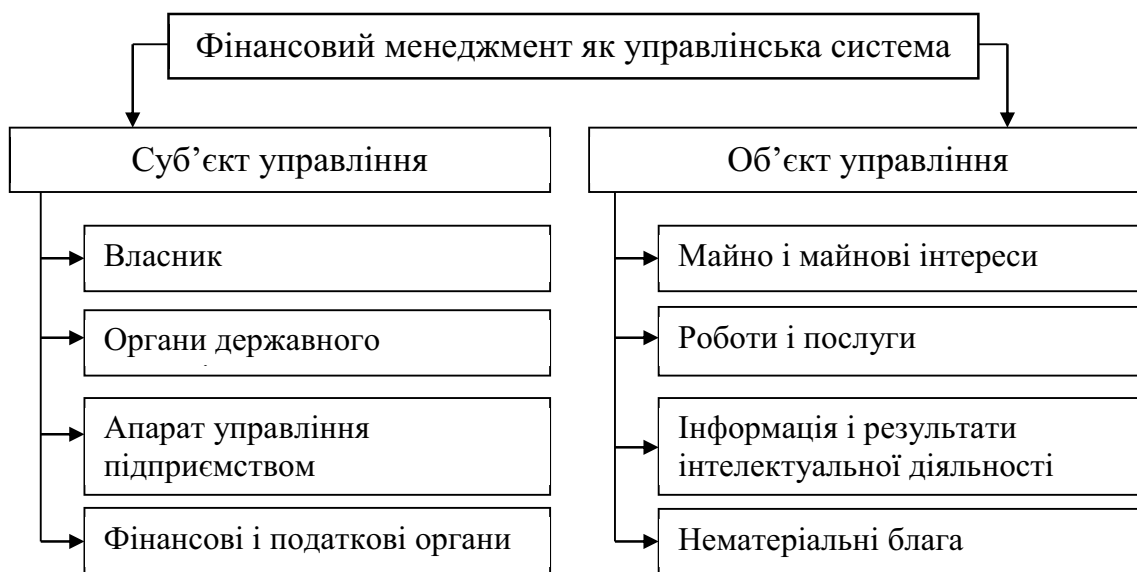 Фінансовий менеджмент як управлінська система
Суб’єкт управління
Об’єкт управління
Власник
Органи державного
Апарат управління
підприємством
Фінансові і податкові органи
Майно і майнові інтереси
Роботи і послуги
Інформація і результати
інтелектуальної діяльності
Нематеріальні блага